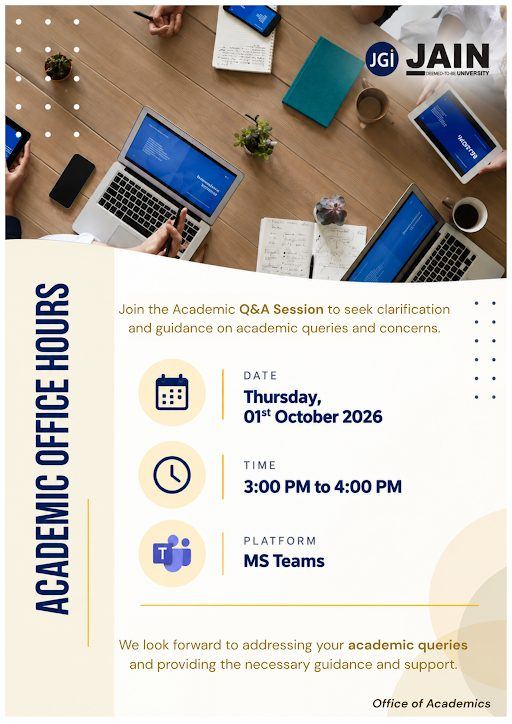 JGi JAIN
DEEMED-TO-BE UNIVERSITY
ACADEMIC OFFICE HOURS
Join the Academic Q&A Session to seek clarification
and guidance on academic queries and concerns.
DATE
Thursday,
01st October 2026
TIME
3:00 PM to 4:00 PM
T
PLATFORM
MS Teams
We look forward to addressing your academic queries
and providing the necessary guidance and support.
Office of Academics